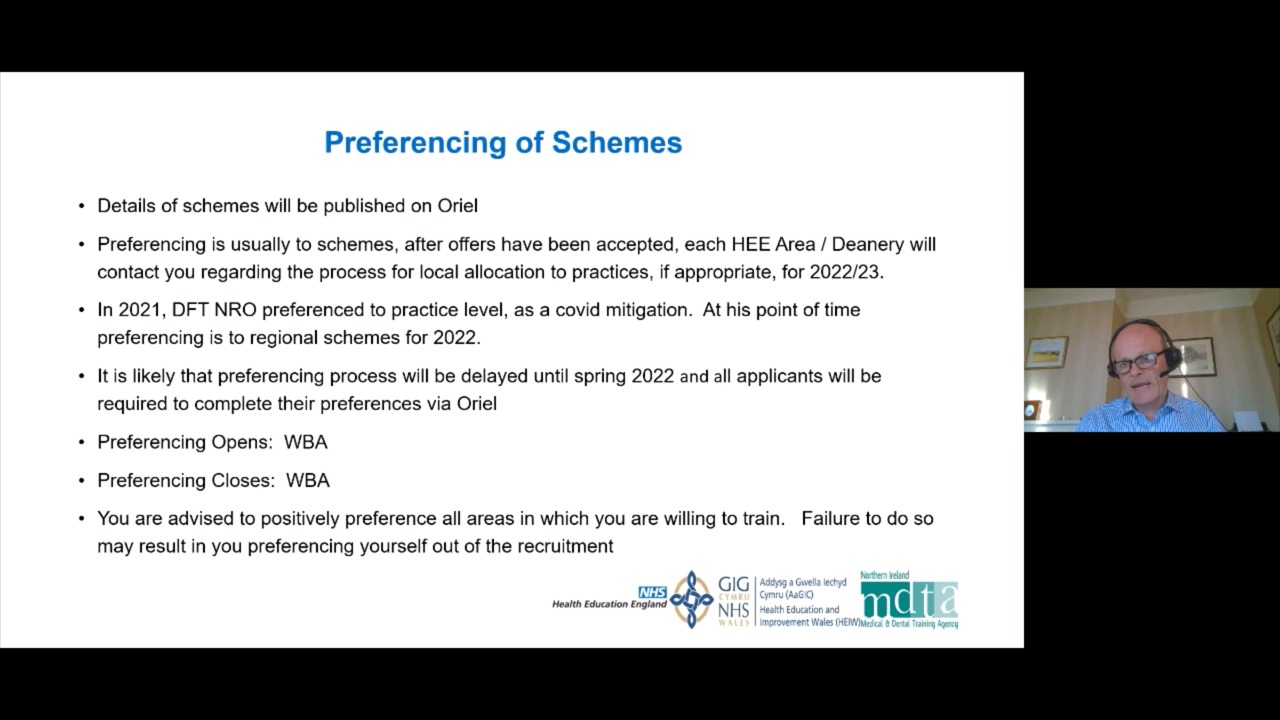 Preferencing of Schemes
• Details of schemes will be published on Oriel
• Preferencing is usually to schemes, after offers have been accepted, each HEE Area / Deanery will
contact you regarding the process for local allocation to practices, if appropriate, for 2022/23.
• In 2021, DFT NRO preferenced to practice level, as a covid mitigation.  At his point of time
preferencing is to regional schemes for 2022.
• It is likely that preferencing process will be delayed until spring 2022 and all applicants will be
required to complete their preferences via Oriel
• Preferencing Opens:  WBA
• Preferencing Closes:  WBA
• You are advised to positively preference all areas in which you are willing to train.   Failure to do so
may result in you preferencing yourself out of the recruitment
NHS
Health Education England
GIG
CYMRU
NHS
WALES
Addysg a Gwella Iechyd
Cymru (AaGIC)
Health Education and
Improvement Wales (HEIW)
Northern Ireland
mdta
Medical & Dental Training Agency